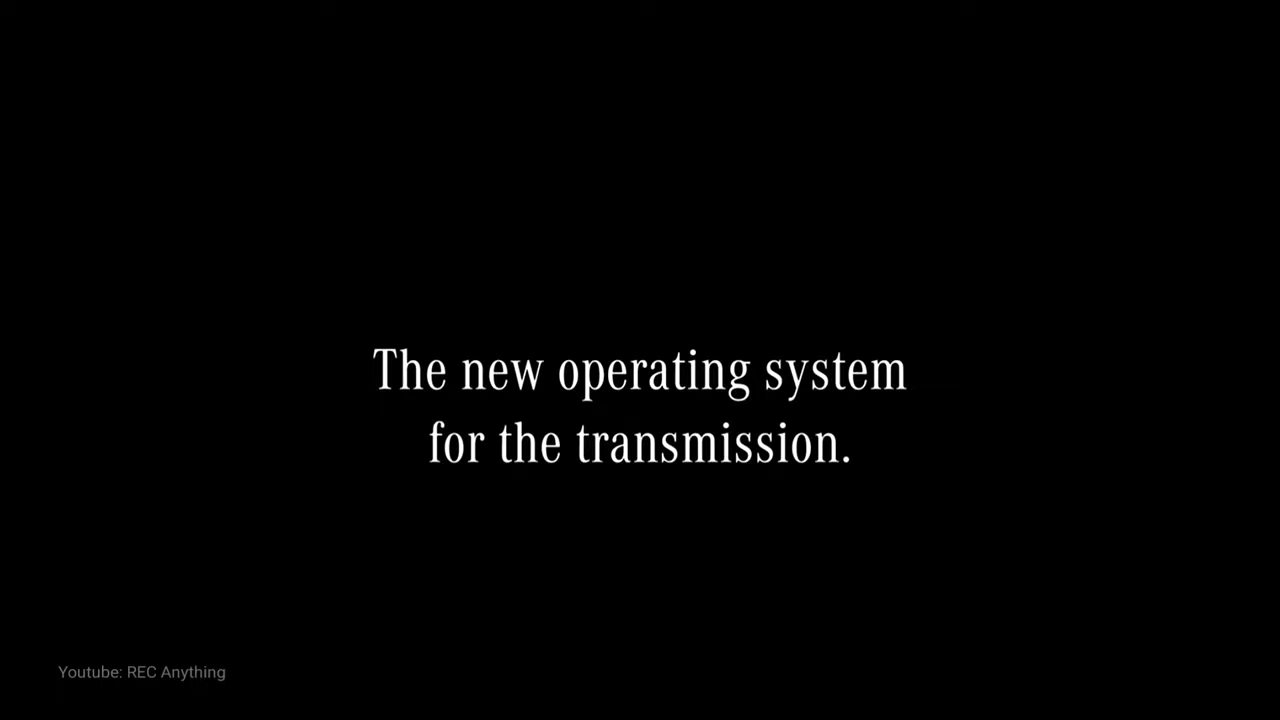 The new operating system
for the transmission.
Youtube: REC Anything